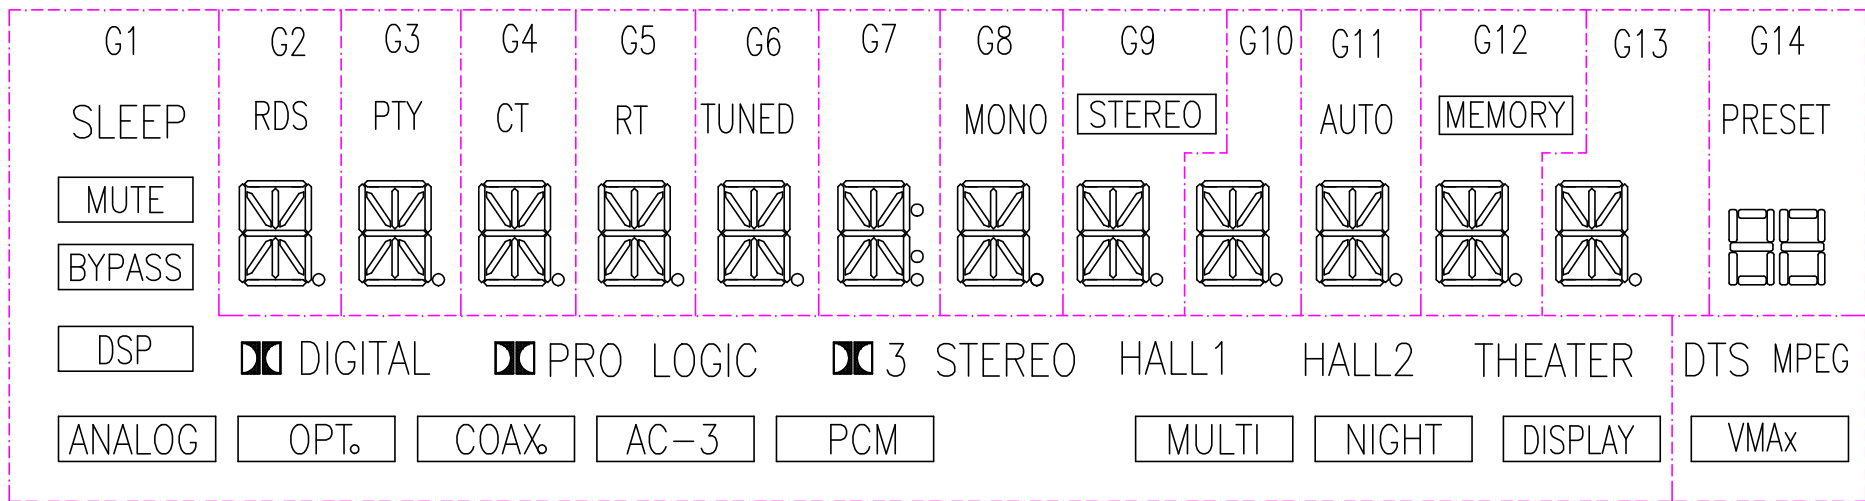 G1 G2 G3 G4 G5 G6 G7 G8 G9 G10 G11 G12 G13 G14
SLEEP RDS PTY CT RT TUNED MONO STEREO AUTO MEMORY PRESET
MUTE
BYPASS
DSP DIGITAL PRO LOGIC 3 STEREO HALL1 HALL2 THEATER DTS MPEG
ANALOG OPT. COAX. AC-3 PCM MULTI NIGHT DISPLAY VMAx